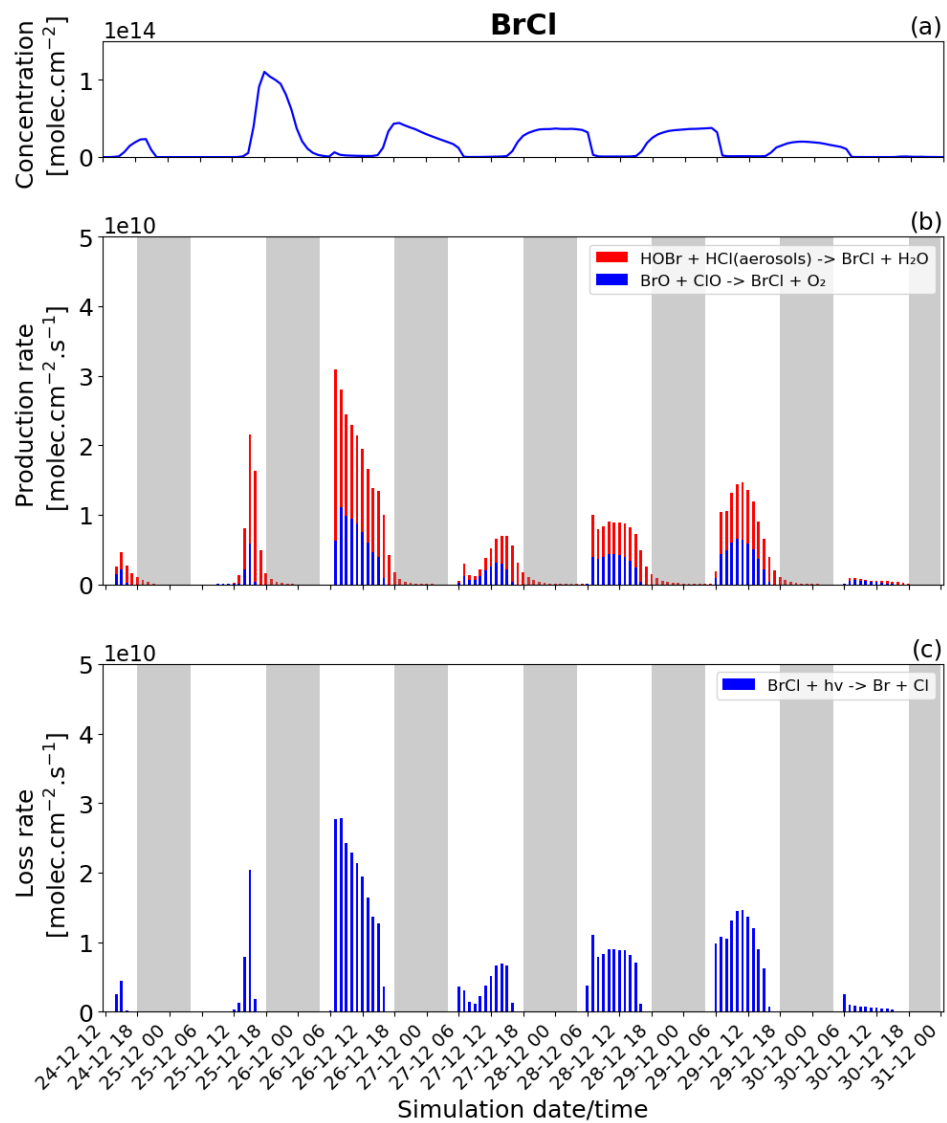 BrCl
(a)
1e14
Concentration
[molec.cm⁻²]
1
0
(b)
1e10
Production rate
[molec.cm⁻².s⁻¹]
5
4
3
2
1
0
HOBr + HCl(aerosols) -> BrCl + H₂O
BrO + ClO -> BrCl + O₂
(c)
1e10
Loss rate
[molec.cm⁻².s⁻¹]
5
4
3
2
1
0
BrCl + hv -> Br + Cl
24-12 12
24-12 18
25-12 00
25-12 06
25-12 12
25-12 18
26-12 00
26-12 06
26-12 12
26-12 18
27-12 00
27-12 06
27-12 12
27-12 18
28-12 00
28-12 06
28-12 12
28-12 18
29-12 00
29-12 06
29-12 12
29-12 18
30-12 00
30-12 06
30-12 12
30-12 18
31-12 00
Simulation date/time